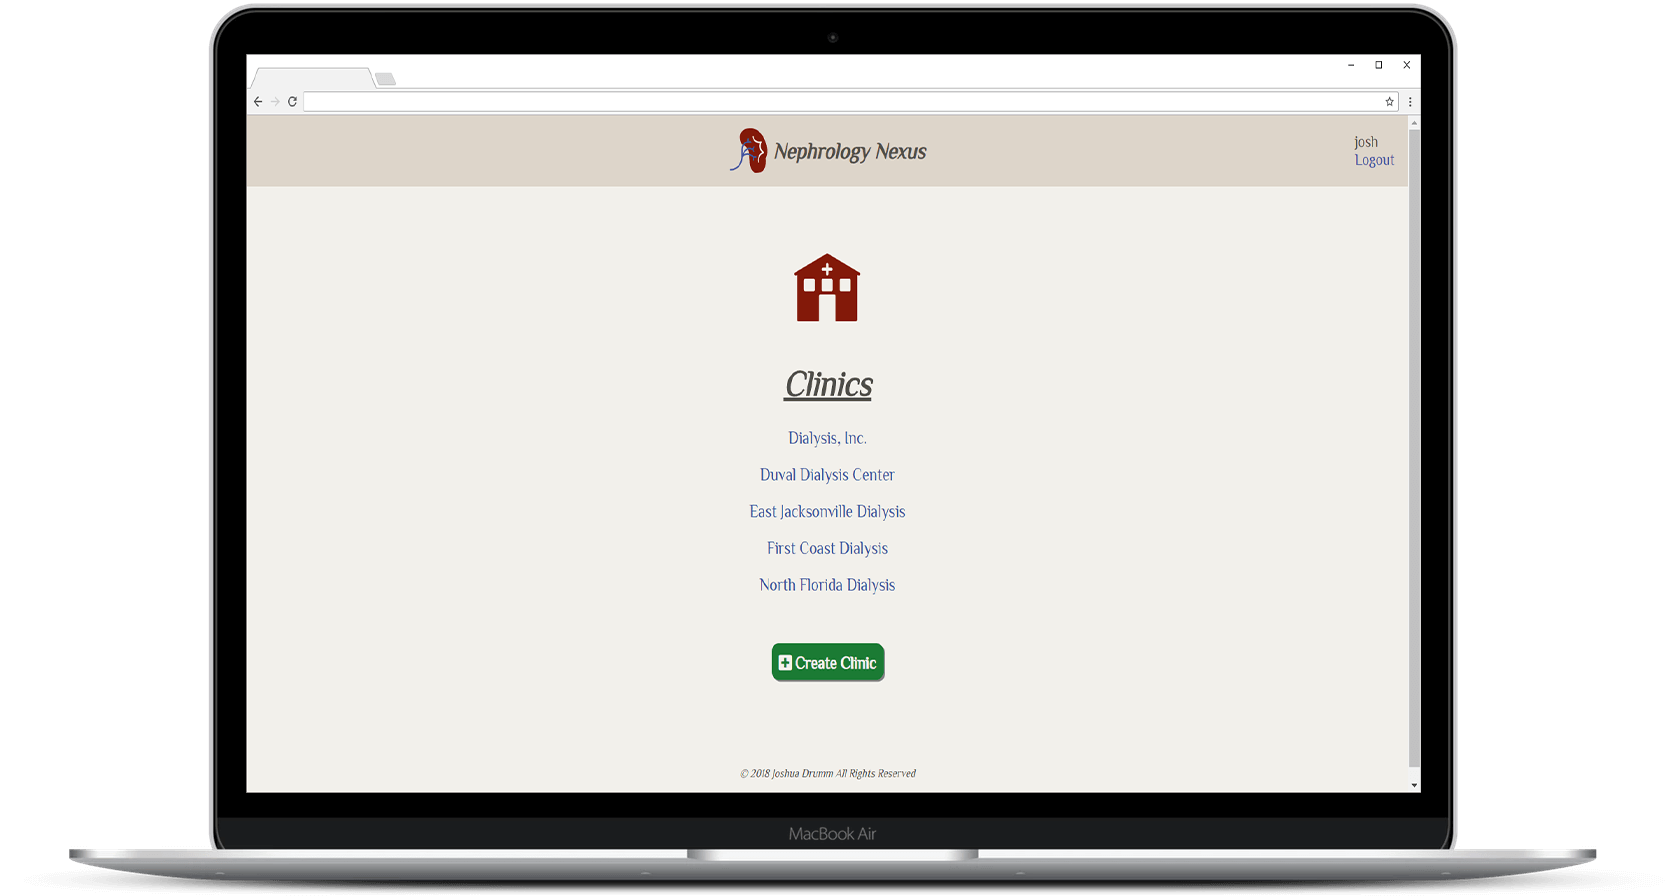 Nephrology Nexus
josh
Logout
Clinics
Dialysis, Inc.
Duval Dialysis Center
East Jacksonville Dialysis
First Coast Dialysis
North Florida Dialysis
Create Clinic
© 2018 Joshua Drumm All Rights Reserved
MacBook Air